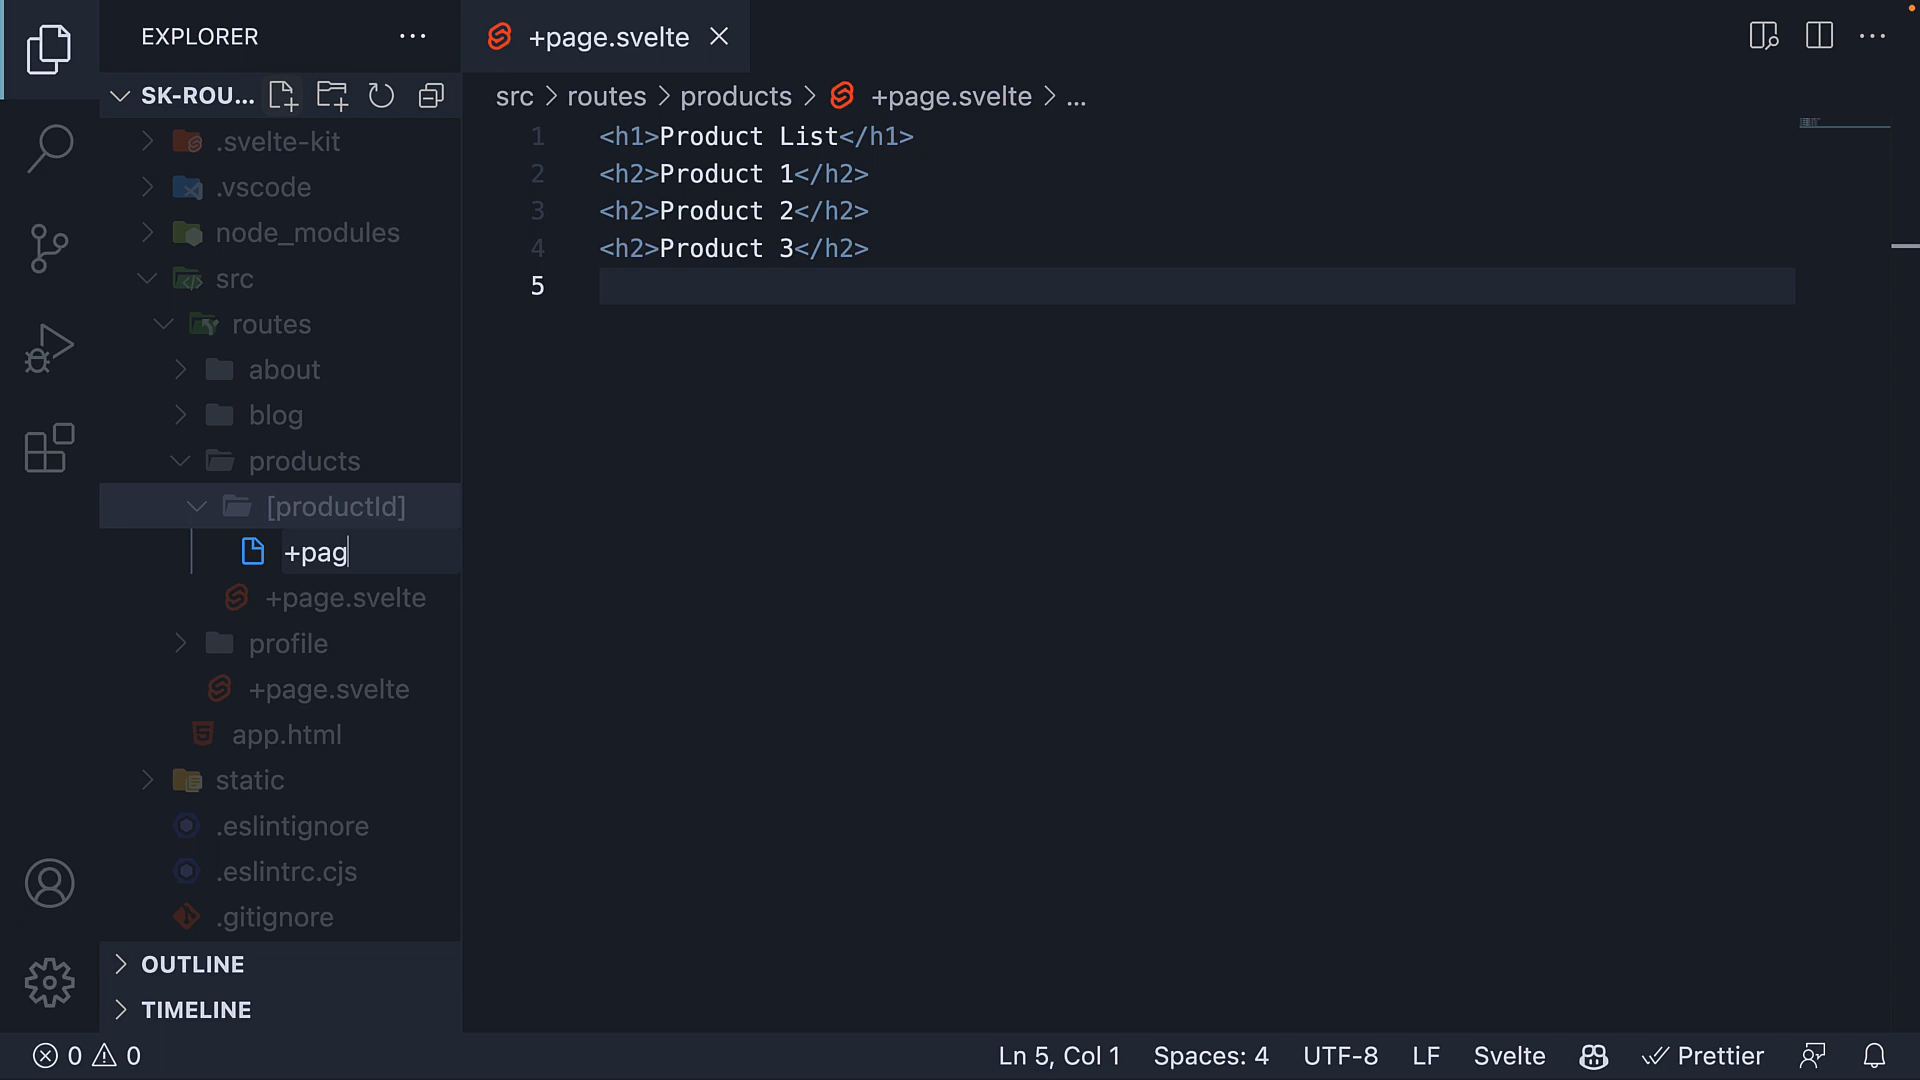 EXPLORER
+page.svelte
SK-ROU...
src > routes > products > +page.svelte > ...
.svelte-kit
.vscode
node_modules
src
routes
about
blog
products
[productId]
+pag
+page.svelte
profile
+page.svelte
app.html
static
.eslintignore
.eslintrc.cjs
.gitignore
OUTLINE
TIMELINE
1 <h1>Product List</h1>
2 <h2>Product 1</h2>
3 <h2>Product 2</h2>
4 <h2>Product 3</h2>
5
0 0 Ln 5, Col 1 Spaces: 4 UTF-8 LF Svelte Prettier